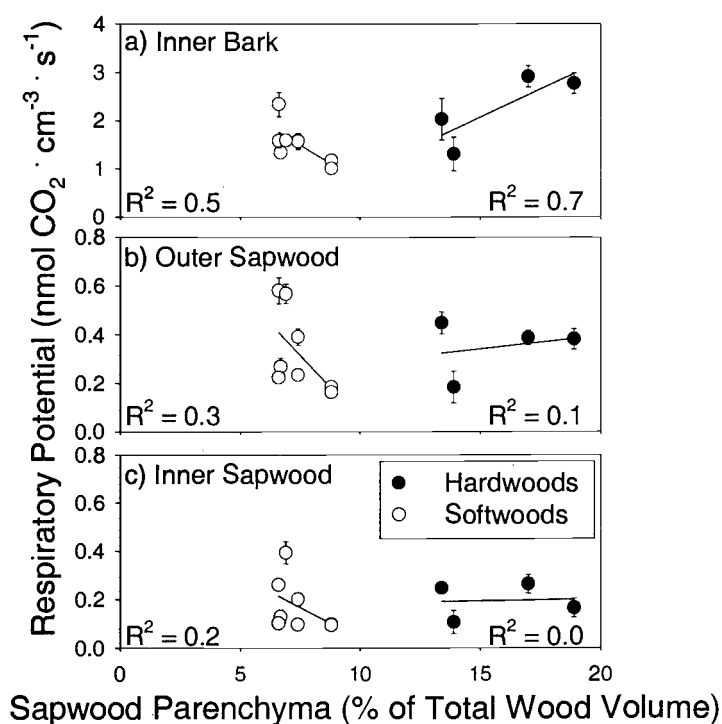 Respiratory Potential (nmol CO₂ · cm⁻³ · s⁻¹)
4
3
2
1
0
a) Inner Bark
R² = 0.5
R² = 0.7
0.8
0.6
0.4
0.2
0.0
b) Outer Sapwood
R² = 0.3
R² = 0.1
0.8
0.6
0.4
0.2
0.0
c) Inner Sapwood
Hardwoods
Softwoods
R² = 0.2
R² = 0.0
0 5 10 15 20
Sapwood Parenchyma (% of Total Wood Volume)